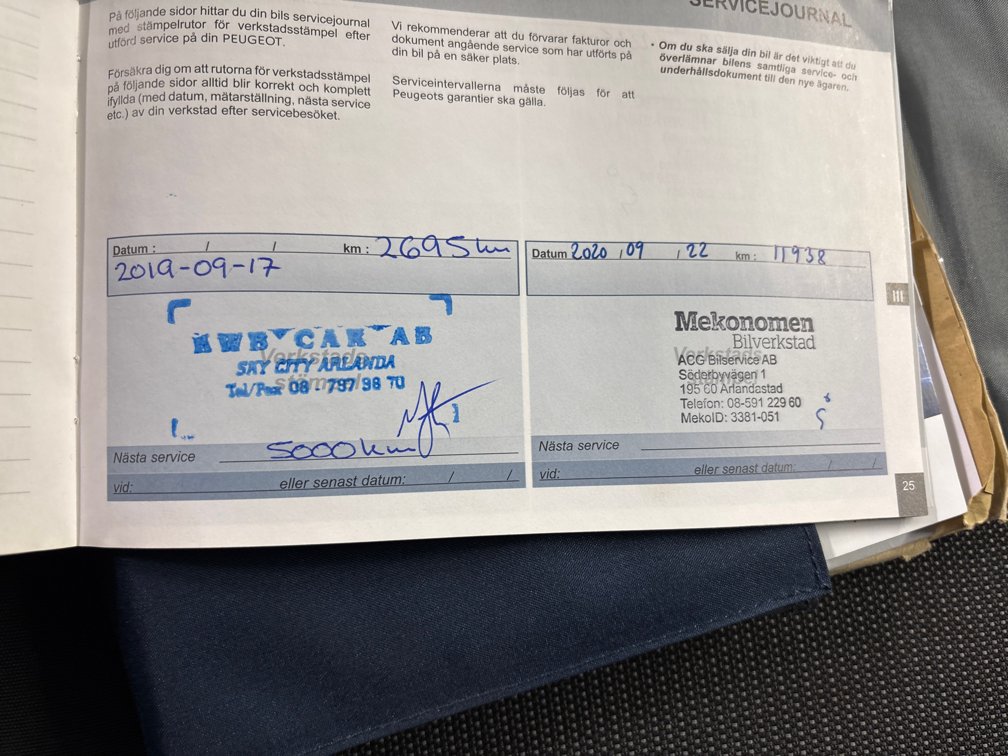 SERVICEJOURNAL
På följande sidor hittar du din bils servicejournal
med stämpelrutor för verkstadsstämpel efter
utförd service på din PEUGEOT.
Försäkra dig om att rutorna för verkstadsstämpel
på följande sidor alltid blir korrekt och komplett
ifyllda (med datum, mätarställning, nästa service
etc.) av din verkstad efter servicebesöket.
Vi rekommenderar att du förvarar fakturor och
dokument angående service som har utförts på
din bil på en säker plats.
Serviceintervallerna måste följas för att
Peugeots garantier ska gälla.
• Om du ska sälja din bil är det viktigt att du
överlämnar bilens samtliga service- och
underhållsdokument till den nye ägaren.
Datum : / / km : 2695 km
2019-09-17
CAR AB
Verkstads
SKY CITY ARLANDA
stämpel
Tel/Fax 08 - 797 98 70
Nästa service 5000 km
vid: eller senast datum: / /
Datum 2020 / 09 / 22 km : 11938
Mekonomen
Bilverkstad
Verkstads
ACG Bilservice AB
Söderbyvägen 1
195 60 Arlandastad
Telefon: 08-591 229 60
MekoID: 3381-051
Nästa service
vid: eller senast datum: / /
III
25